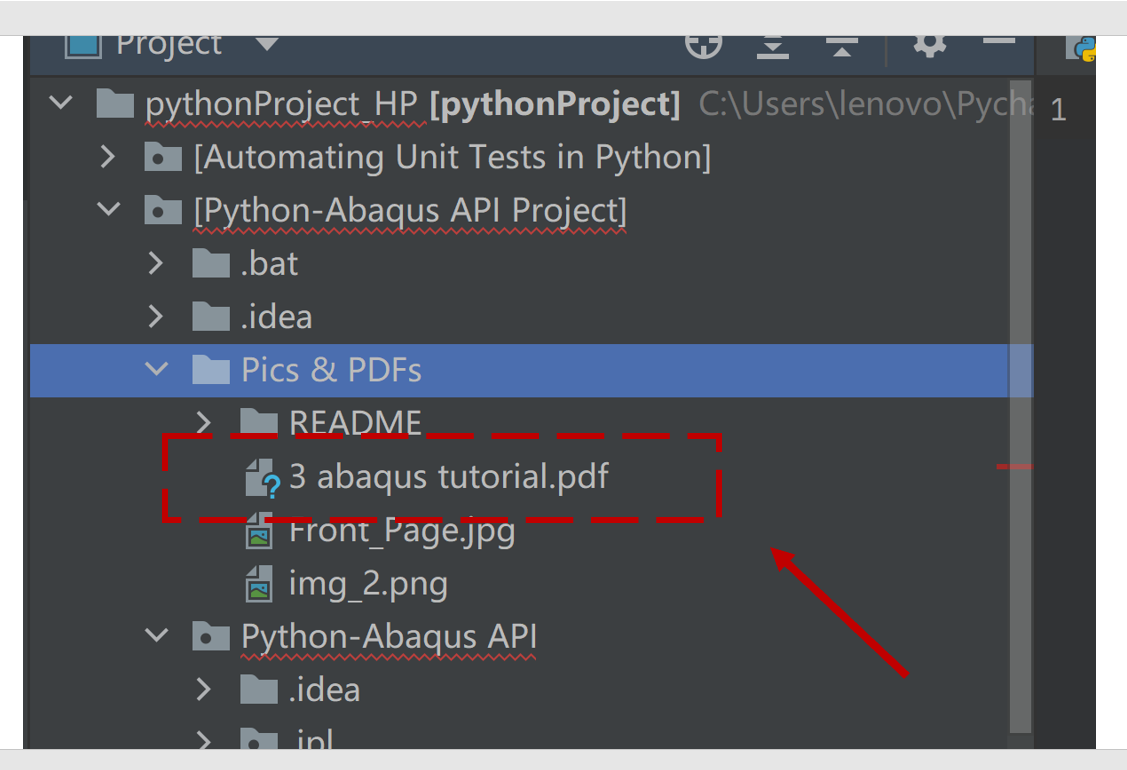 Project
pythonProject_HP [pythonProject] C:\Users\lenovo\Pycha
1
[Automating Unit Tests in Python]
[Python-Abaqus API Project]
.bat
.idea
Pics & PDFs
README
3 abaqus tutorial.pdf
Front_Page.jpg
img_2.png
Python-Abaqus API
.idea